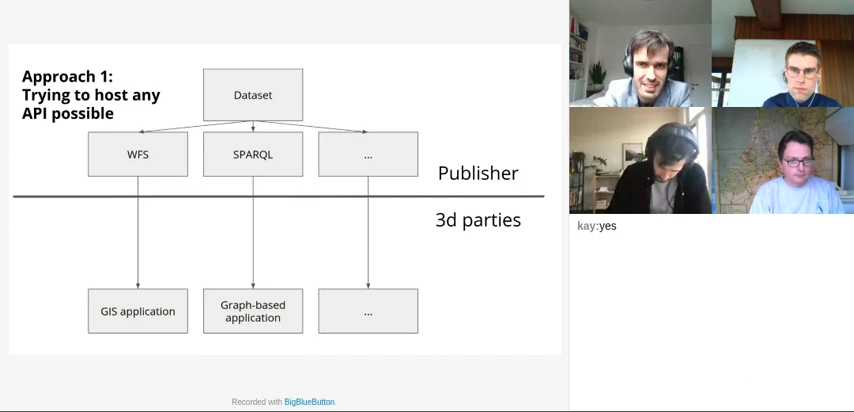 Approach 1:
Trying to host any
API possible
Dataset
WFS
SPARQL
...
Publisher
3d parties
GIS application
Graph-based
application
...
Recorded with BigBlueButton.
kay:yes